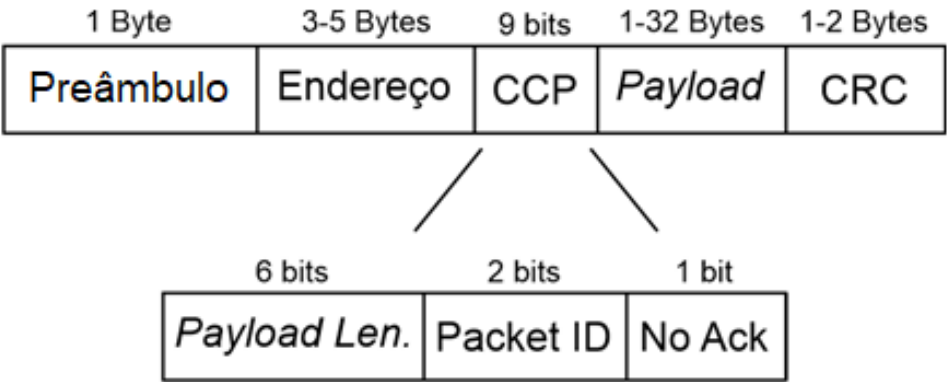 1 Byte 3-5 Bytes 9 bits 1-32 Bytes 1-2 Bytes
Preâmbulo Endereço CCP Payload CRC
6 bits 2 bits 1 bit
Payload Len. Packet ID No Ack